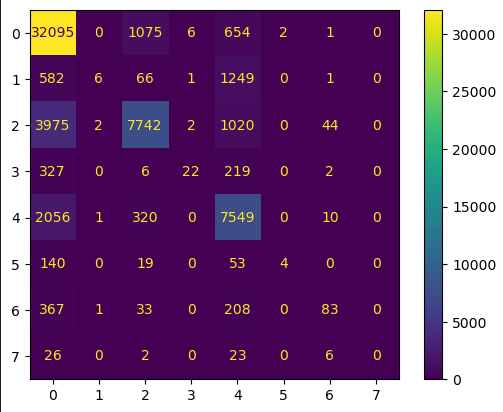 0 32095 0 1075 6 654 2 1 0
1 582 6 66 1 1249 0 1 0
2 3975 2 7742 2 1020 0 44 0
3 327 0 6 22 219 0 2 0
4 2056 1 320 0 7549 0 10 0
5 140 0 19 0 53 4 0 0
6 367 1 33 0 208 0 83 0
7 26 0 2 0 23 0 6 0
0 1 2 3 4 5 6 7
30000
25000
20000
15000
10000
5000
0